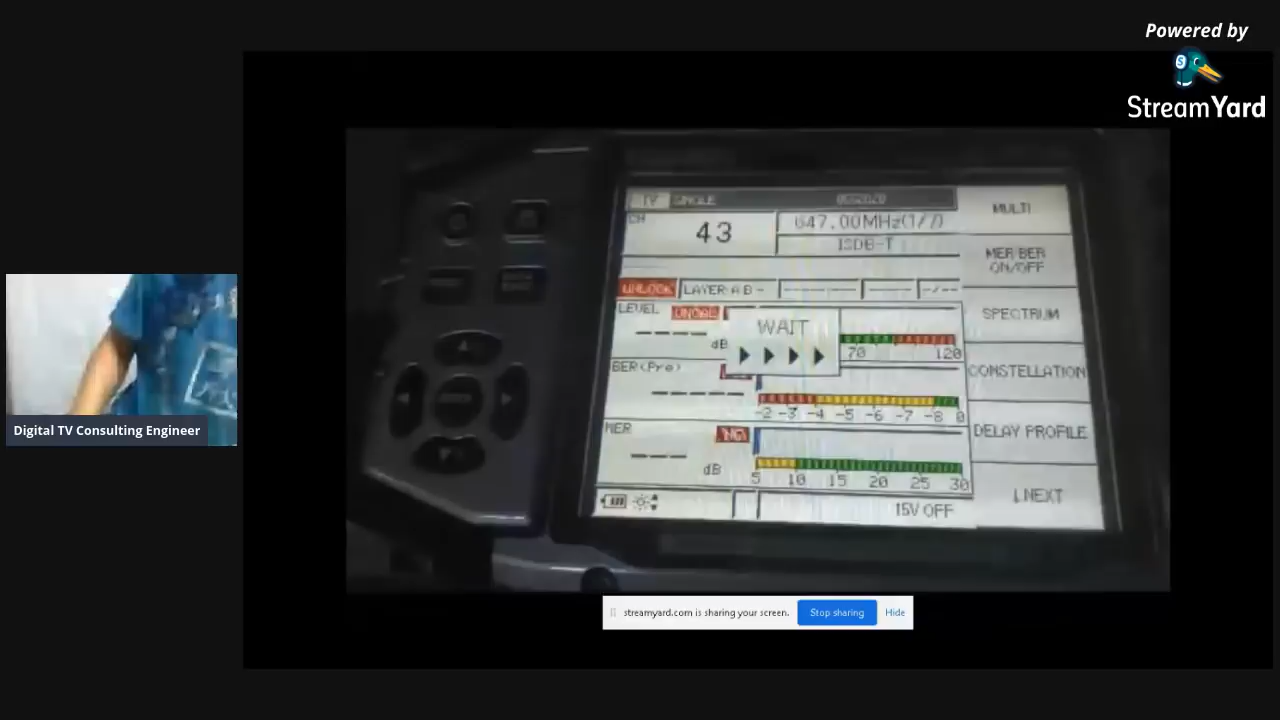 Powered by
StreamYard
TV SINGLE
MULTI
CH
43
647.00MHz(1/7)
ISDB-T
MER BER
ON/OFF
UNLOCK LAYER:A B - ------- ----- --/--
SPECTRUM
LEVEL UNCAL
WAIT
---- dB
70 120
CONSTELLATION
BER(Pre)
-----
-2 -3 -4 -5 -6 -7 -8 0
MER NG
DELAY PROFILE
--- dB
5 10 15 20 25 30
15V OFF
Digital TV Consulting Engineer
streamyard.com is sharing your screen. Stop sharing Hide